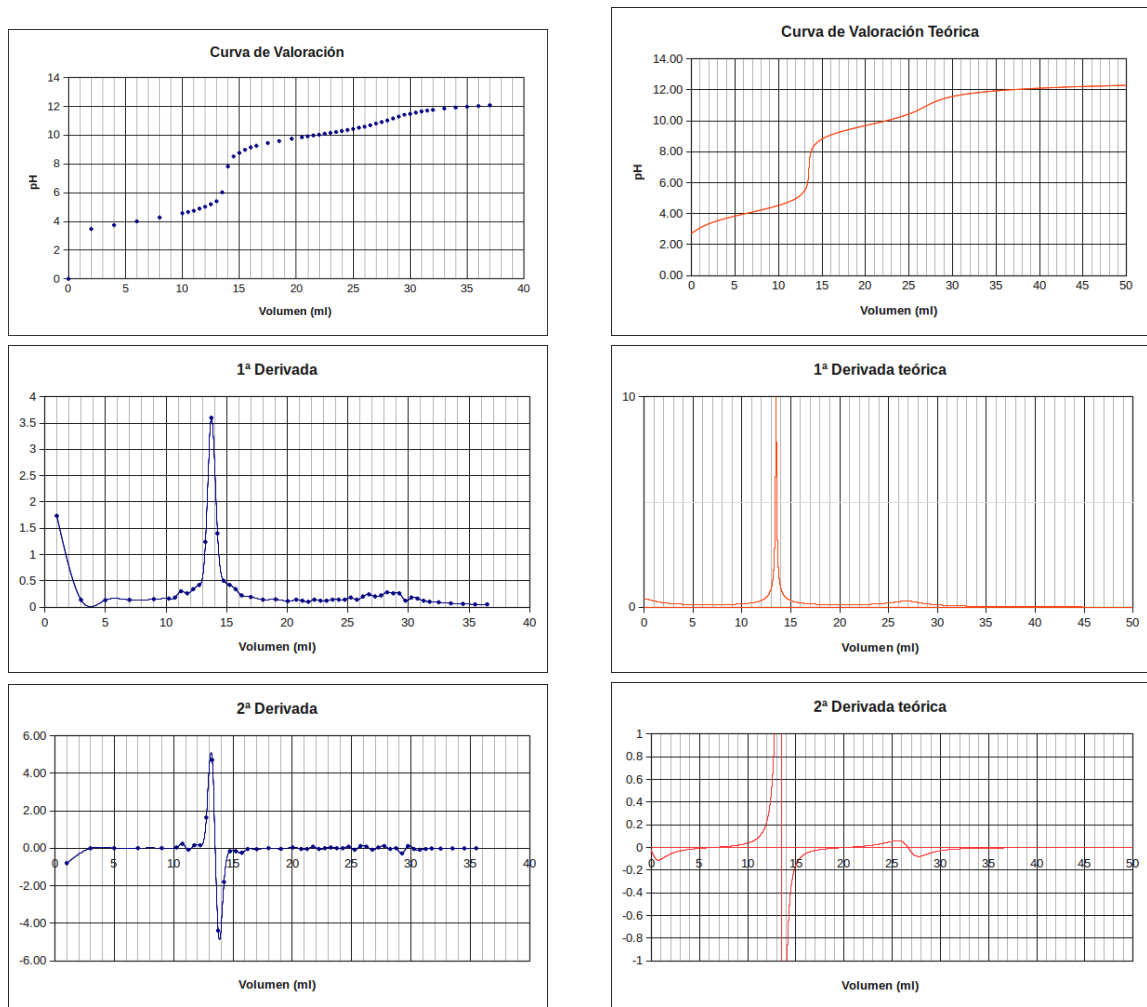 Curva de Valoración
14
12
10
8
6
4
2
0
pH
0 5 10 15 20 25 30 35 40
Volumen (ml)
Curva de Valoración Teórica
14.00
12.00
10.00
8.00
6.00
4.00
2.00
0.00
pH
0 5 10 15 20 25 30 35 40 45 50
Volumen (ml)
1ª Derivada
4
3.5
3
2.5
2
1.5
1
0.5
0
0 5 10 15 20 25 30 35 40
Volumen (ml)
1ª Derivada teórica
10
0
0 5 10 15 20 25 30 35 40 45 50
Volumen (ml)
2ª Derivada
6.00
4.00
2.00
0.00
-2.00
-4.00
-6.00
0 5 10 15 20 25 30 35 40
Volumen (ml)
2ª Derivada teórica
1
0.8
0.6
0.4
0.2
0
-0.2
-0.4
-0.6
-0.8
-1
0 5 10 15 20 25 30 35 40 45 50
Volumen (ml)